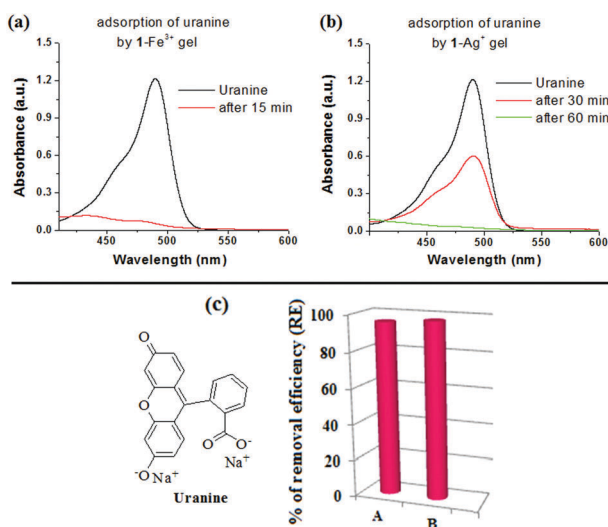 (a)
adsorption of uranine
by 1-Fe³⁺ gel
1.5
1.2
0.9
0.6
0.3
0.0
Absorbance (a.u.)
Uranine
after 15 min
450 500 550 600
Wavelength (nm)
(b)
adsorption of uranine
by 1-Ag⁺ gel
1.5
1.2
0.9
0.6
0.3
0.0
Absorbance (a.u.)
Uranine
after 30 min
after 60 min
400 450 500 550 600
Wavelength (nm)
(c)
O
O
O
O⁻
Na⁺
⁻O Na⁺
Uranine
% of removal efficiency (RE)
100
80
60
40
20
0
A B